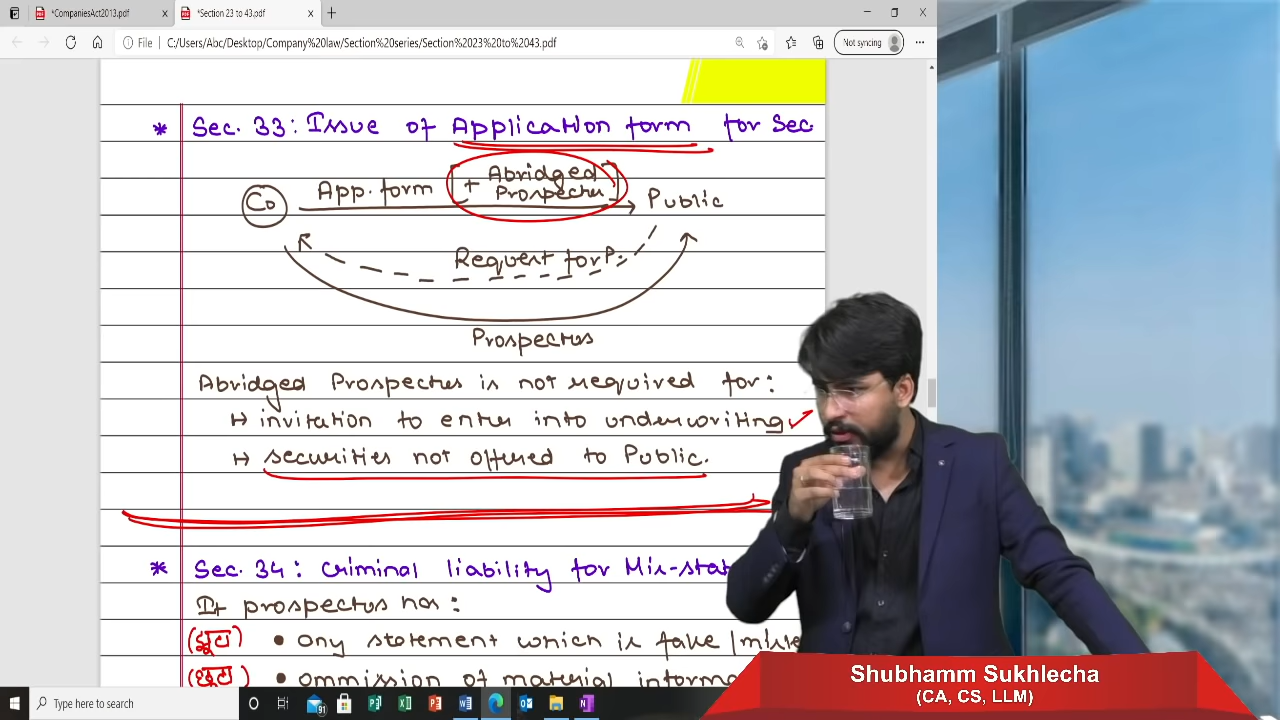 *CompaniesAct2013.pdf
*Section 23 to 43.pdf
File
C:/Users/Abc/Desktop/Company%20law/Section%20series/Section%2023%20to%2043.pdf
Not syncing
* Sec. 33: Issue of Application form for Sec
Co
App. form [+ Abridged
Prospectus]
Public
Request for P.
Prospectus
Abridged Prospectus is not required for:
↦ invitation to enter into underwriting
↦ securities not offered to Public.
* Sec. 34: Criminal liability for Mis-stat
If prospectus has:
(झूठ) • any statement which is fake/misle
• ommission of material informa
Type here to search
91
Shubhamm Sukhlecha
(CA, CS, LLM)